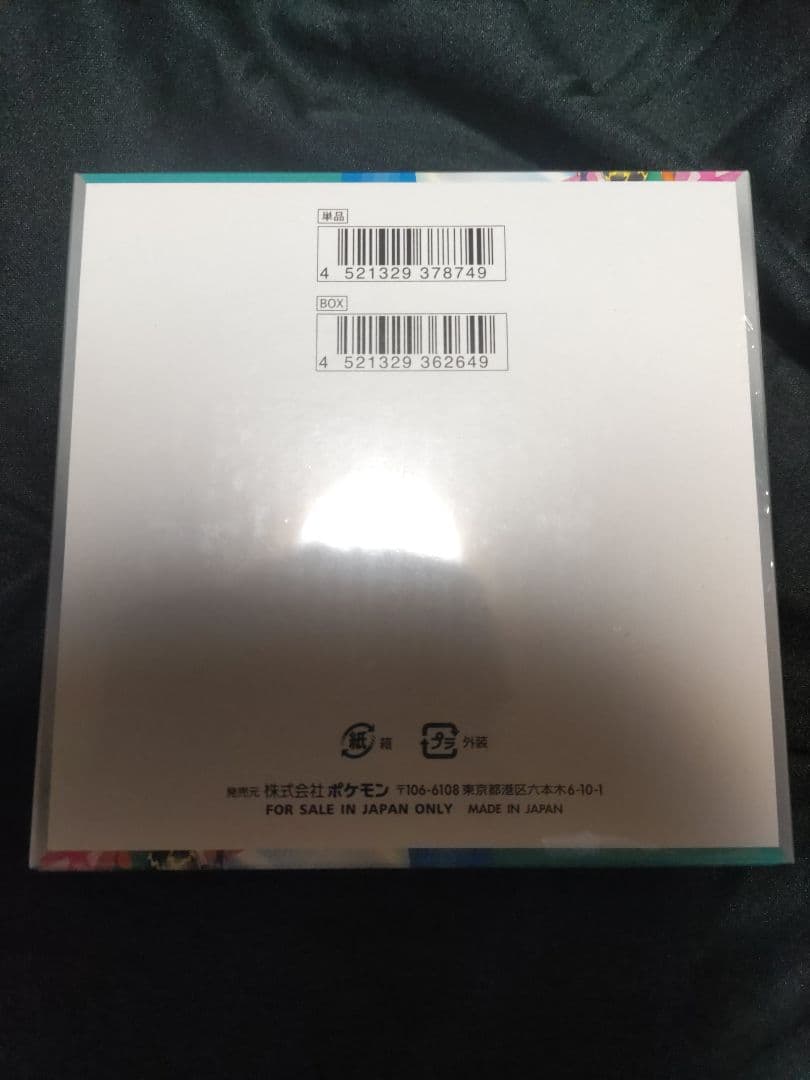 単品
4 521329 378749
BOX
4 521329 362649
紙 箱 プラ 外装
発売元 株式会社 ポケモン 〒106-6108 東京都港区六本木6-10-1
FOR SALE IN JAPAN ONLY MADE IN JAPAN